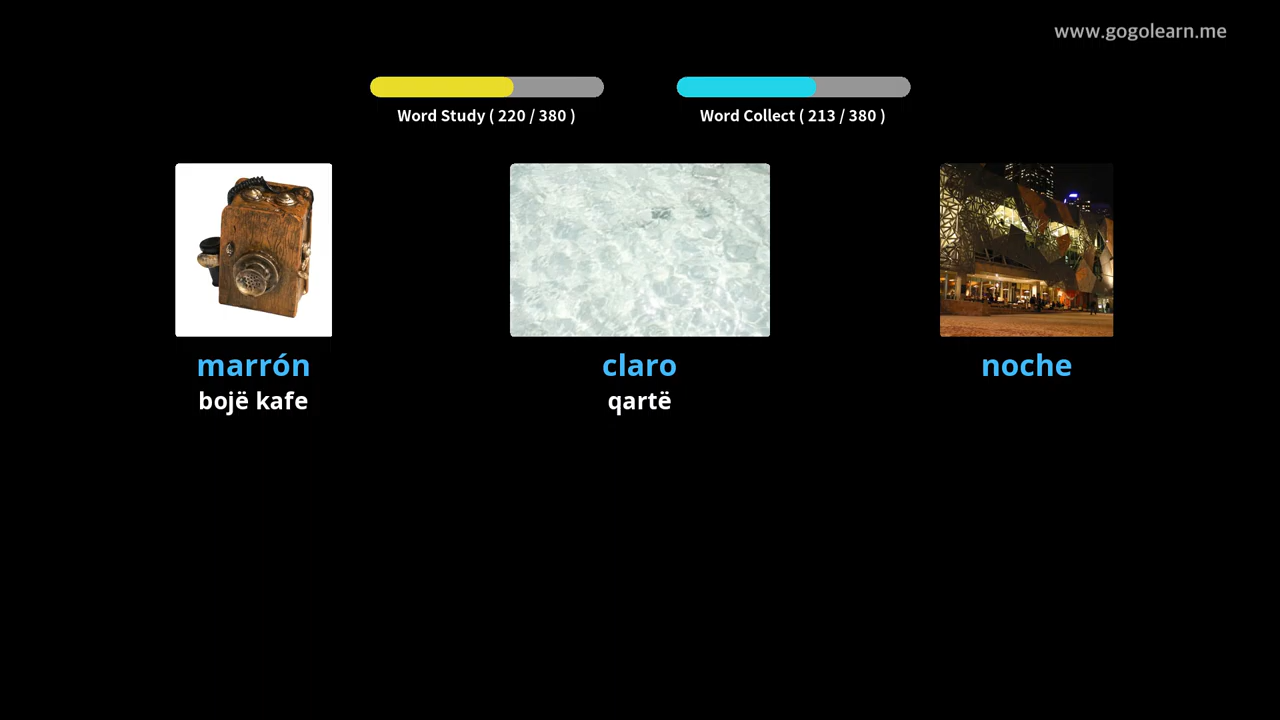 www.gogolearn.me
Word Study ( 220 / 380 )
Word Collect ( 213 / 380 )
marrón
claro
noche
bojë kafe
qartë